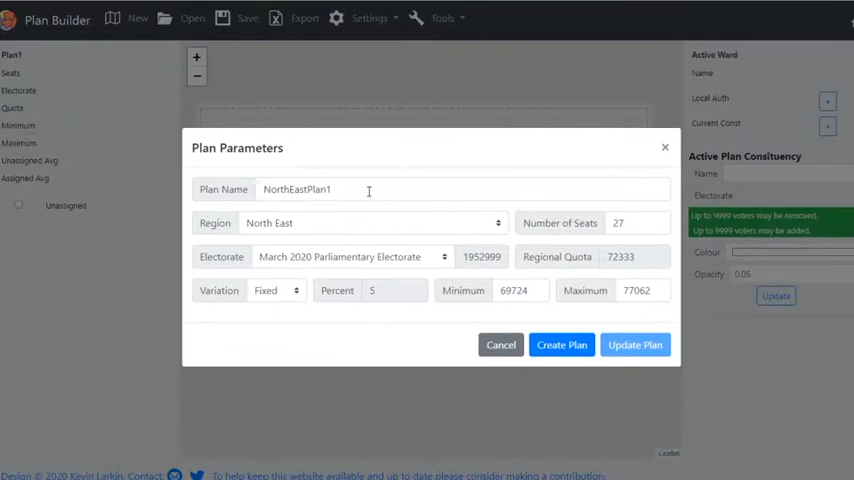 Plan Builder New Open Save Export Settings Tools
Plan1
Seats
Electorate
Quota
Minimum
Maximum
Unassigned Avg
Assigned Avg
Unassigned
+
−
Plan Parameters ×
Plan Name NorthEastPlan1
Region North East Number of Seats 27
Electorate March 2020 Parliamentary Electorate 1952999 Regional Quota 72333
Variation Fixed Percent 5 Minimum 69724 Maximum 77062
Cancel Create Plan Update Plan
Leaflet
Active Ward
Name
Local Auth +
Current Const
Active Plan Consituency
Name
Electorate
Up to 9999 voters may be removed.
Up to 9999 voters may be added.
Colour
Opacity 0.05
Update
Design © 2020 Kevin Larkin. Contact: To help keep this website available and up to date please consider making a contribution.